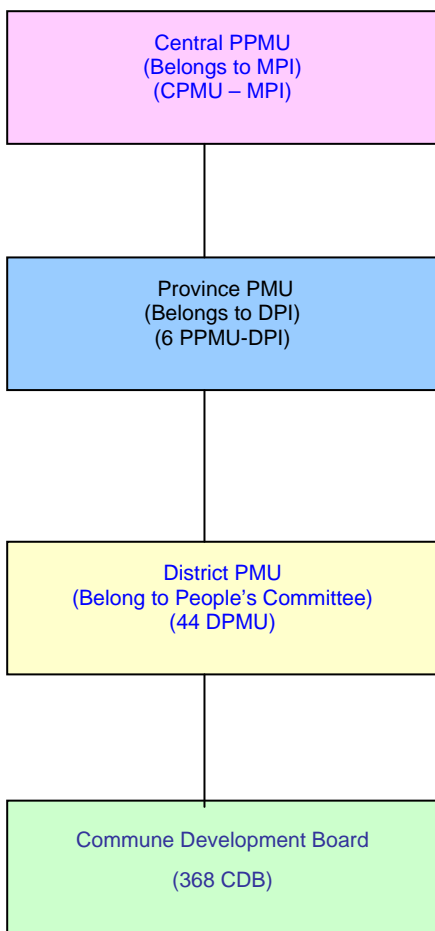 Central PPMU
(Belongs to MPI)
(CPMU – MPI)
Province PMU
(Belongs to DPI)
(6 PPMU-DPI)
District PMU
(Belong to People’s Committee)
(44 DPMU)
Commune Development Board
(368 CDB)